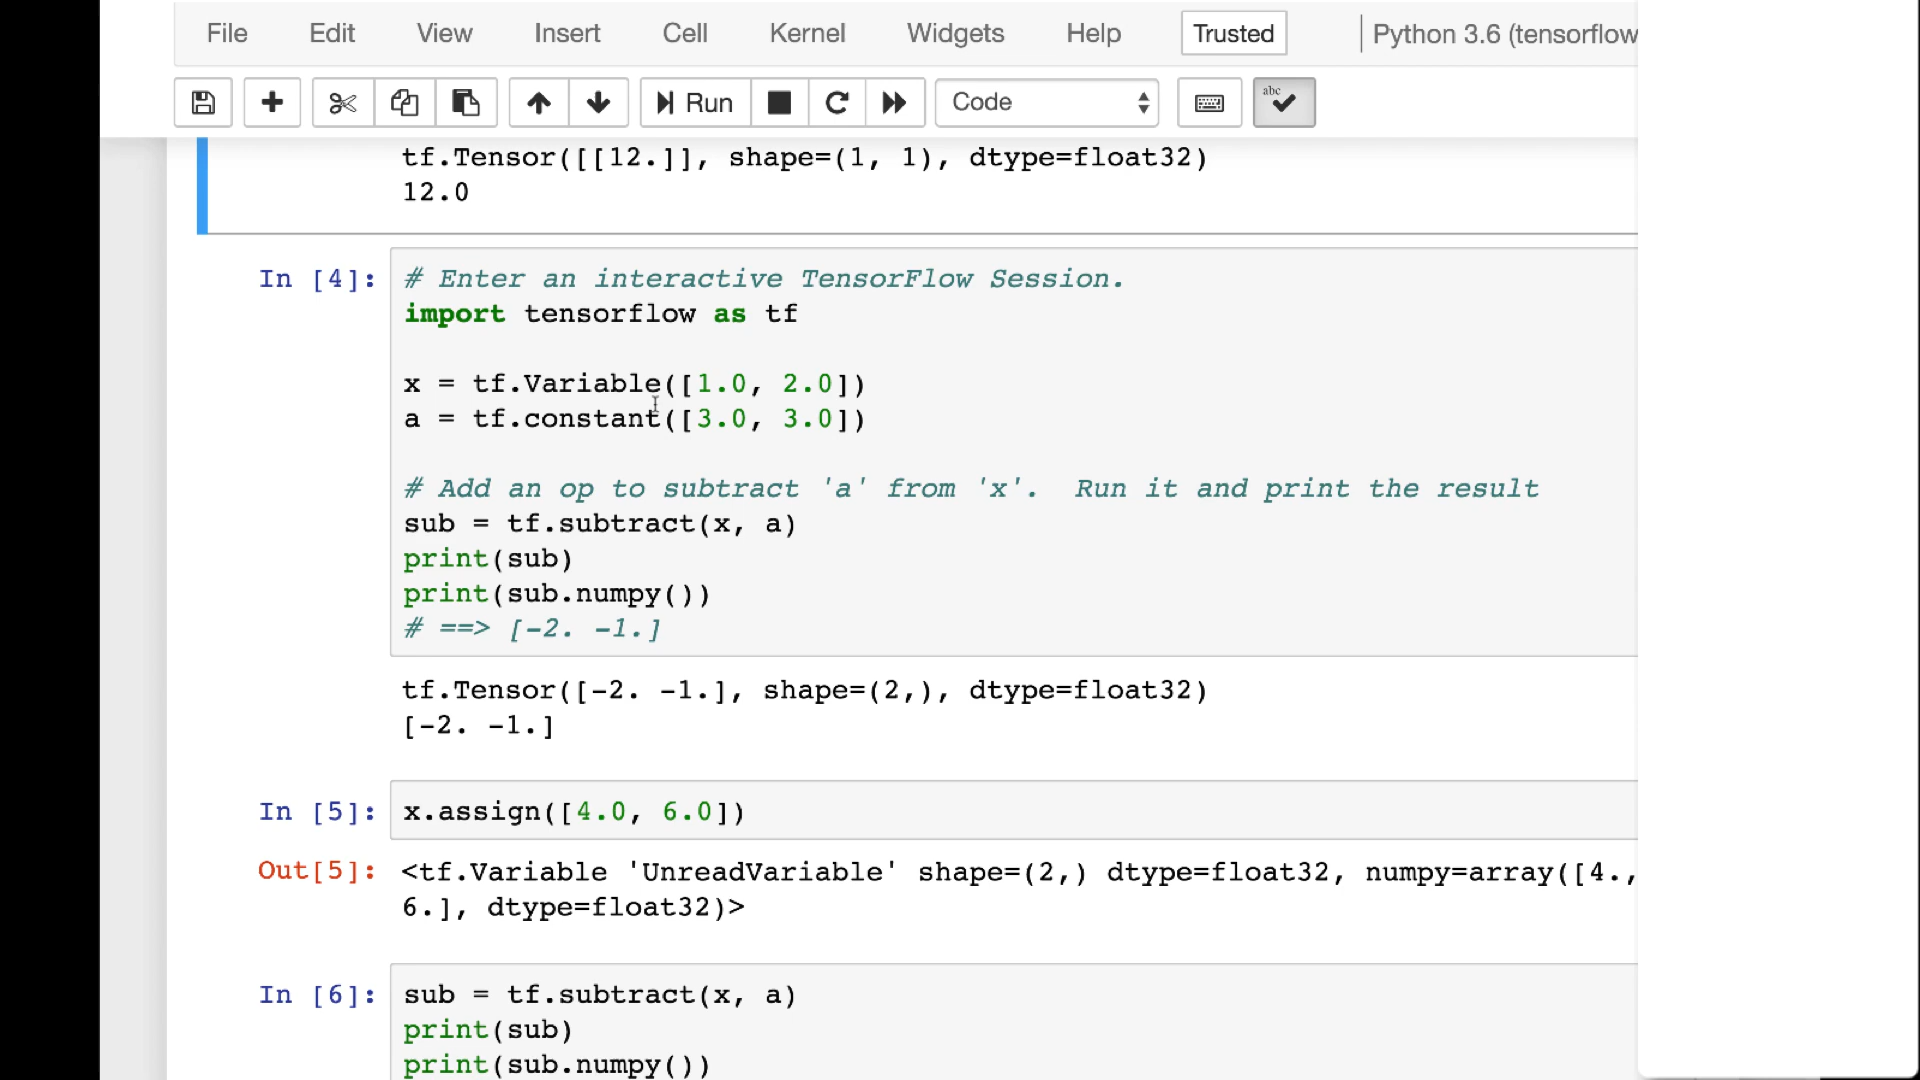 File Edit View Insert Cell Kernel Widgets Help Trusted Python 3.6 (tensorflow
Run Code abc
tf.Tensor([[12.]], shape=(1, 1), dtype=float32)
12.0
In [4]: # Enter an interactive TensorFlow Session.
import tensorflow as tf
x = tf.Variable([1.0, 2.0])
a = tf.constant([3.0, 3.0])
# Add an op to subtract 'a' from 'x'.  Run it and print the result
sub = tf.subtract(x, a)
print(sub)
print(sub.numpy())
# ==> [-2. -1.]
tf.Tensor([-2. -1.], shape=(2,), dtype=float32)
[-2. -1.]
In [5]: x.assign([4.0, 6.0])
Out[5]: <tf.Variable 'UnreadVariable' shape=(2,) dtype=float32, numpy=array([4.,
6.], dtype=float32)>
In [6]: sub = tf.subtract(x, a)
print(sub)
print(sub.numpy())